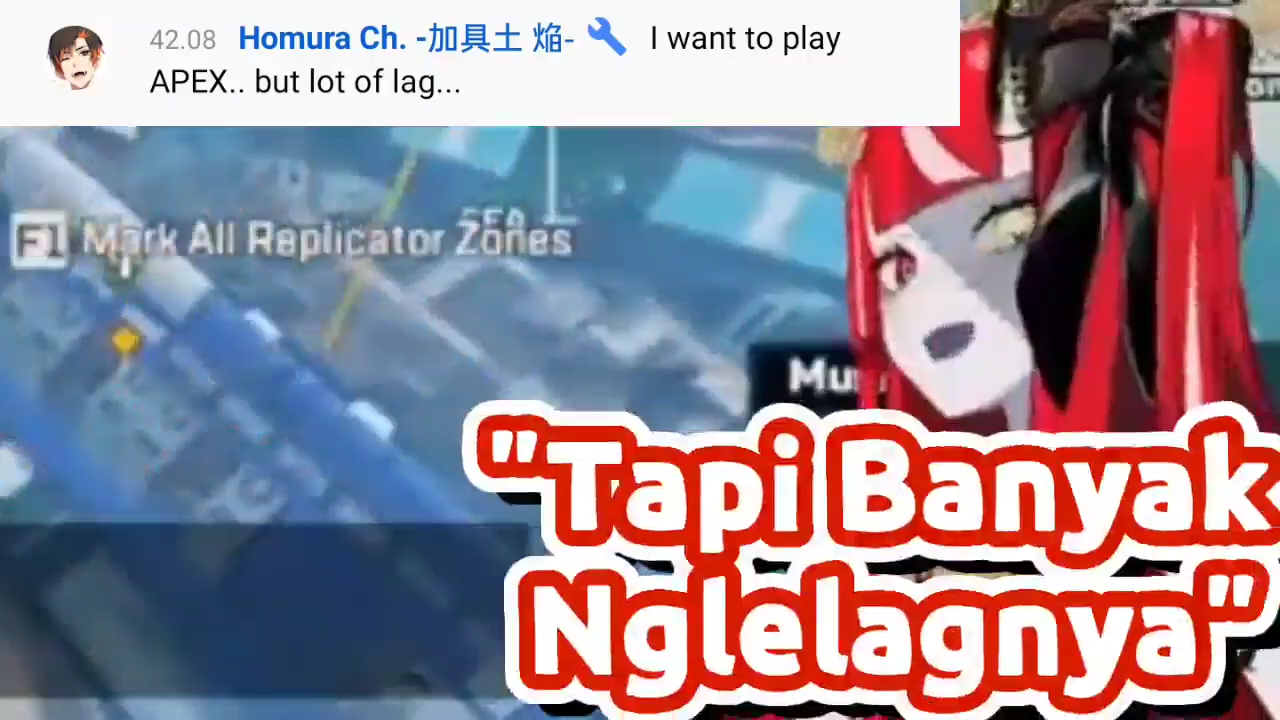 42.08 Homura Ch. -加具土 焔- I want to play
APEX.. but lot of lag...
SEA
F1 Mark All Replicator Zones
"Tapi Banyak
Nglelagnya"